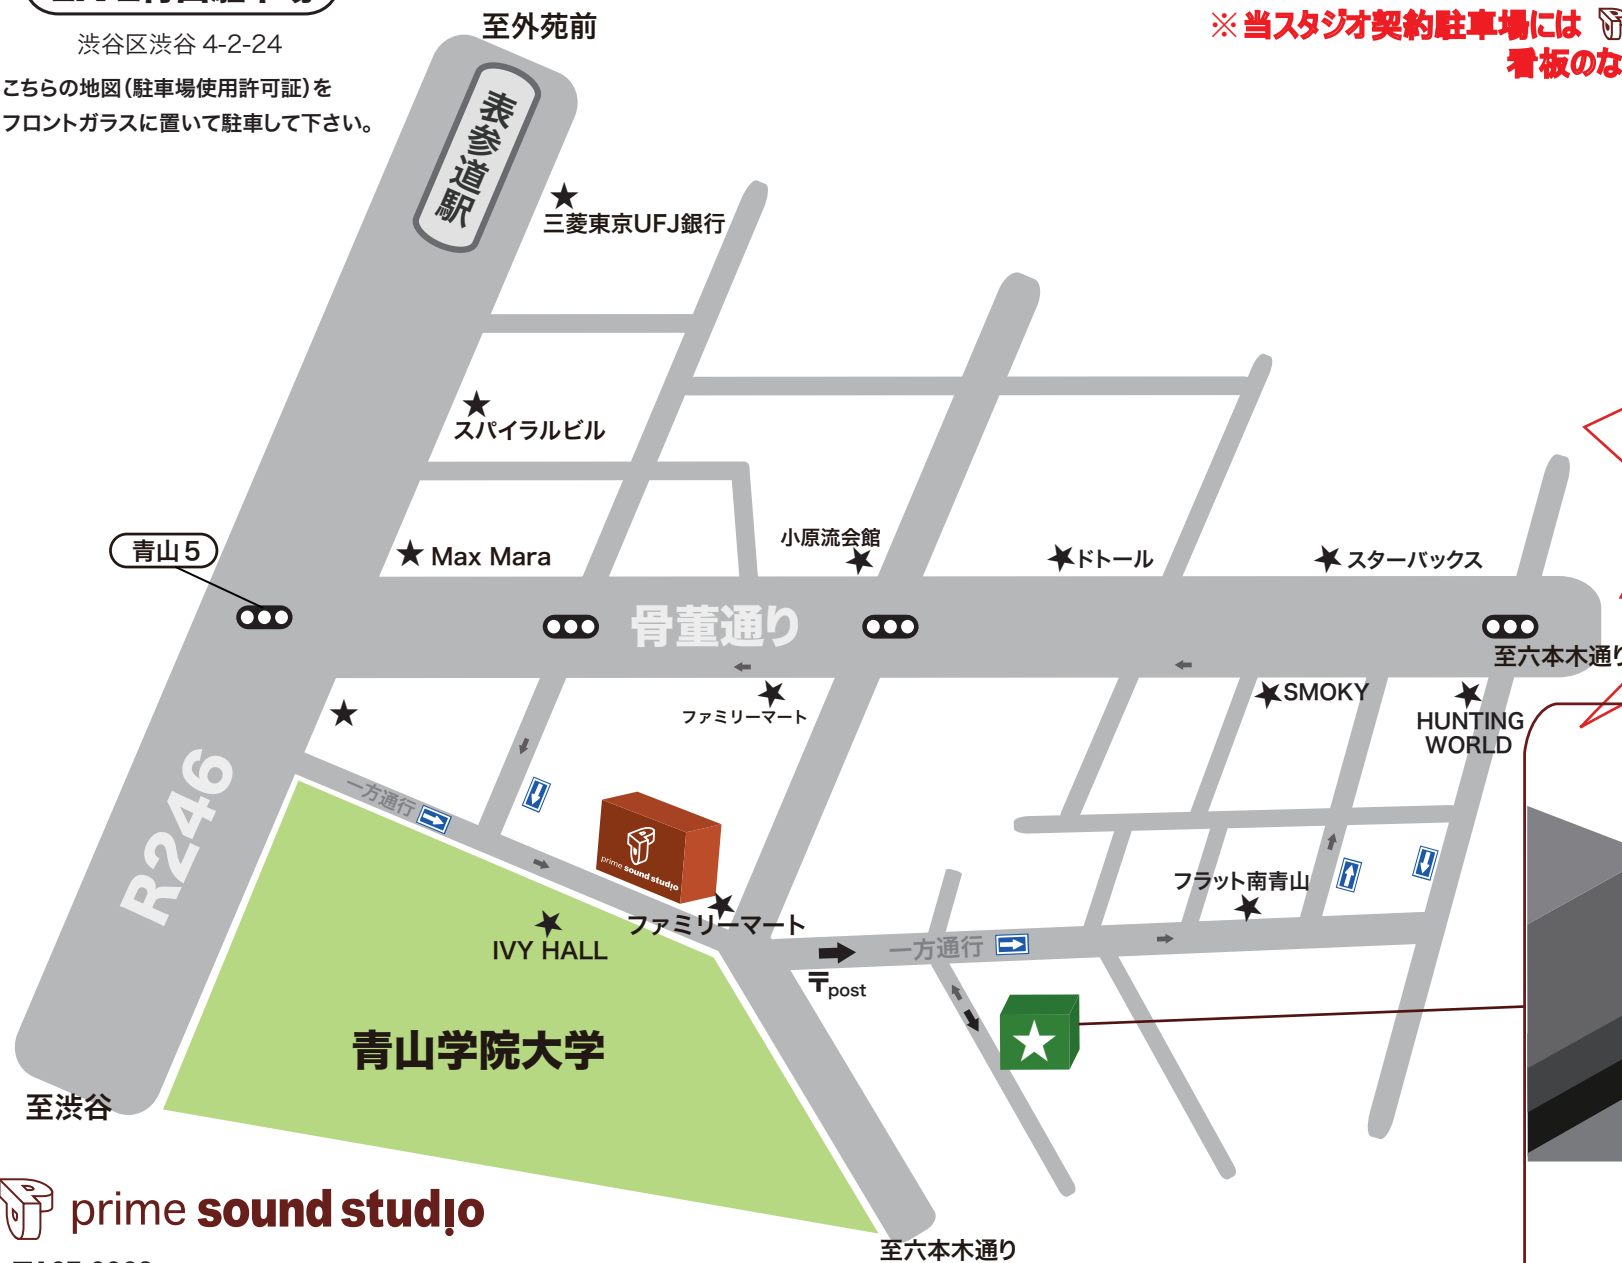 渋谷区渋谷 4-2-24
こちらの地図(駐車場使用許可証)を
フロントガラスに置いて駐車して下さい。
至外苑前
※当スタジオ契約駐車場には
看板のな
表参道駅
三菱東京UFJ銀行
スパイラルビル
青山5
Max Mara
小原流会館
ドトール
スターバックス
骨董通り
至六本木通り
ファミリーマート
SMOKY
HUNTING
WORLD
R246
一方通行
prime sound studio
フラット南青山
ファミリーマート
IVY HALL
一方通行
〒post
青山学院大学
至渋谷
prime sound studio
至六本木通り